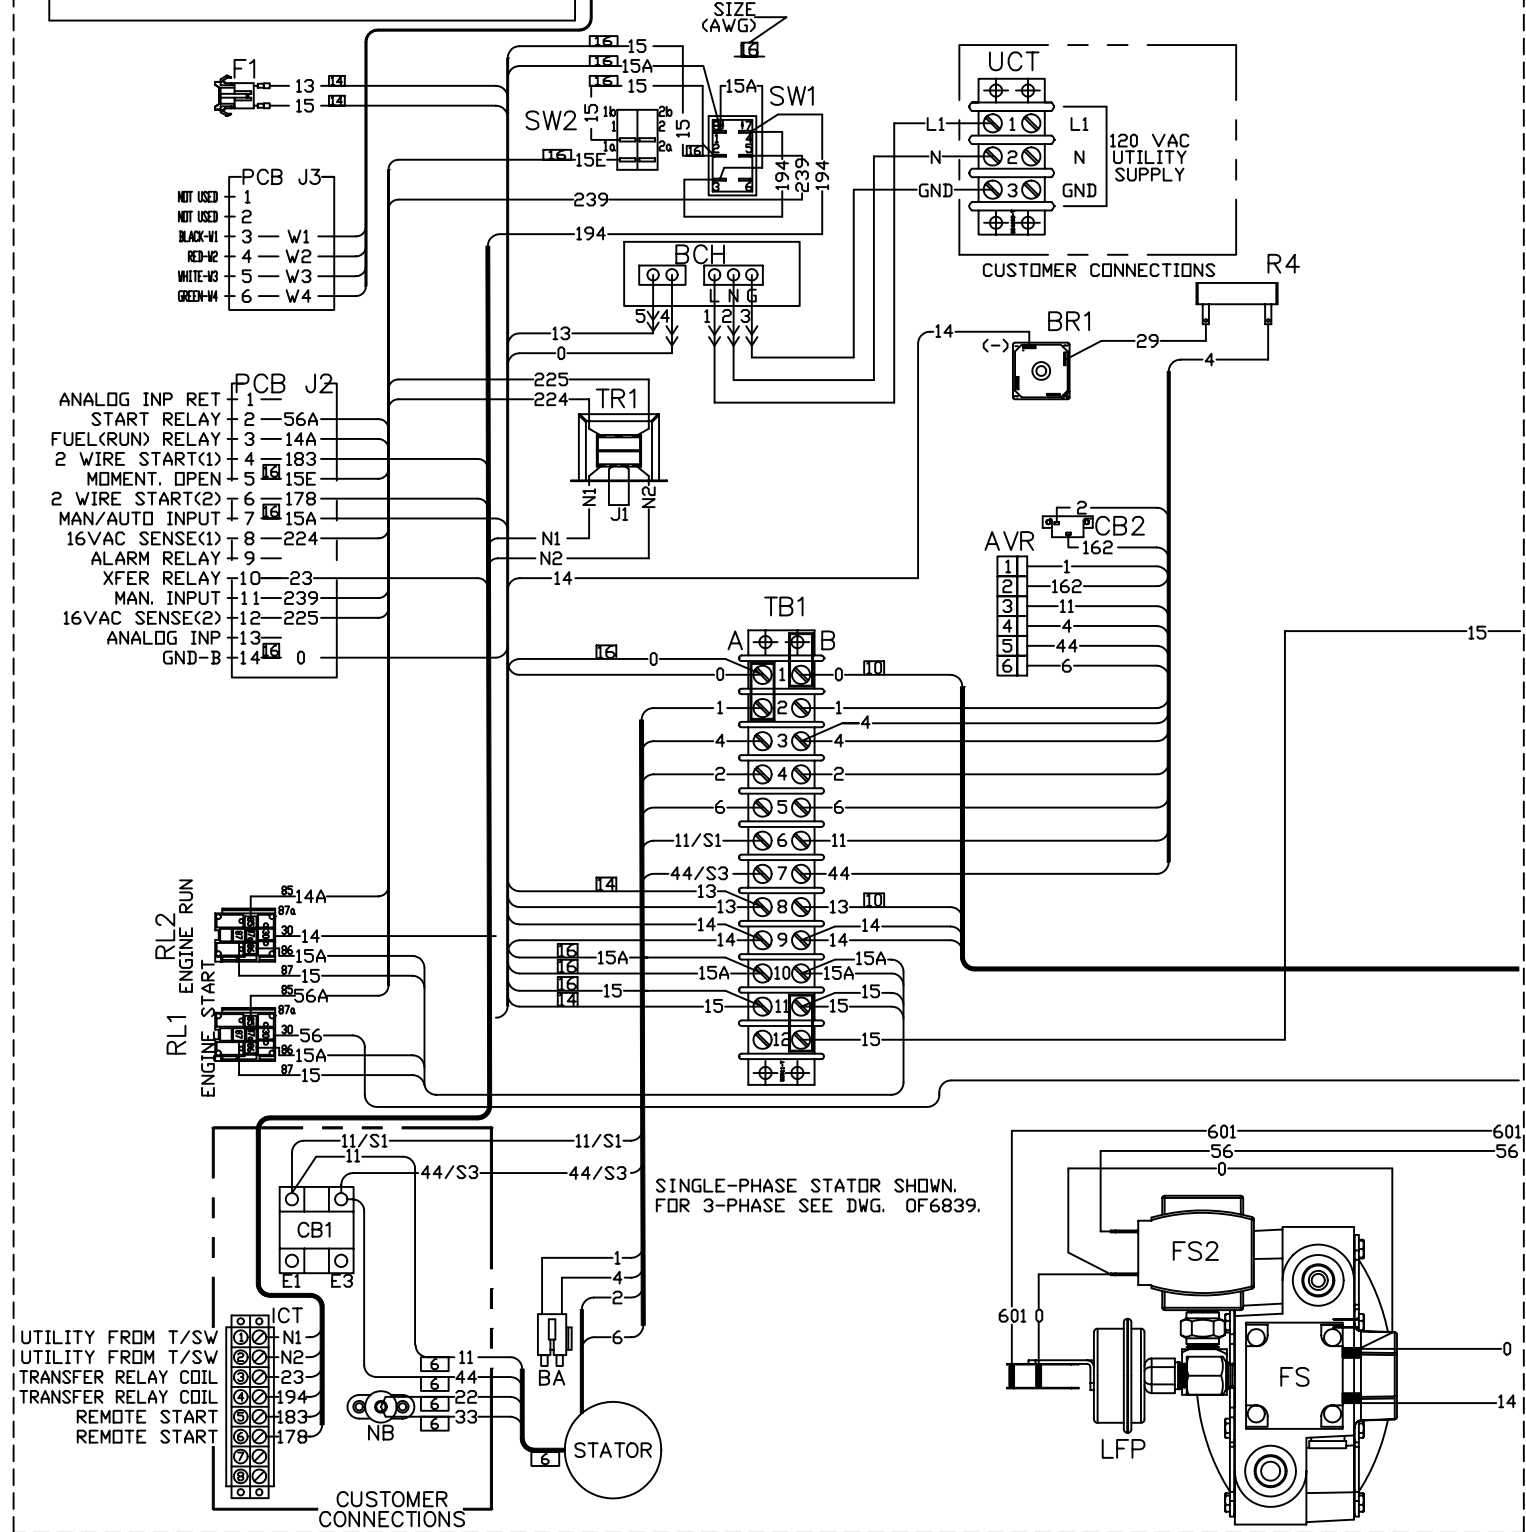 SIZE
(AWG)
16
F1
13 14
15 14
16 15
16 15A
16 15
15
15
15A
SW2
1b 2b
1 2
1a 2a
16 15E
SW1
16
194
239
194
239
194
UCT
L1 1 L1
N 2 N
GND 3 GND
120 VAC
UTILITY
SUPPLY
CUSTOMER CONNECTIONS
PCB J3
NOT USED 1
NOT USED 2
BLACK-W1 3 W1
RED-W2 4 W2
WHITE-W3 5 W3
GREEN-W4 6 W4
BCH
L N G
5 4 1 2 3
13
0
R4
BR1
(-)
14
29
4
PCB J2
ANALOG INP RET 1
START RELAY 2 56A
FUEL(RUN) RELAY 3 14A
2 WIRE START(1) 4 183
MOMENT. OPEN 5 16 15E
2 WIRE START(2) 6 178
MAN/AUTO INPUT 7 16 15A
16VAC SENSE(1) 8 224
ALARM RELAY 9
XFER RELAY 10 23
MAN. INPUT 11 239
16VAC SENSE(2) 12 225
ANALOG INP 13
GND-B 14 16 0
225
224
TR1
N1
N2
J1
N1
N2
14
2
CB2
162
AVR
1 1
2 162
3 11
4 4
5 44
6 6
TB1
A B
16 0
0 1 0 10
1 2 1
4
4 3 4
2 4 2
6 5 6
11/S1 6 11
44/S3 7 44
14 13
13 8 13 10
14 14
14 9 14
16 15A 15A
16 15A 10 15A
16 15 15
14 15 11 15
12 15
15
RL2
ENGINE RUN
85 14A
87a
30 14
86 15A
87 15
RL1
ENGINE START
85 56A
87a
30 56
86 15A
87 15
11/S1 11/S1
11
44/S3 44/S3
CB1
E1 E3
SINGLE-PHASE STATOR SHOWN.
FOR 3-PHASE SEE DWG. 0F6839.
1
4
2
6
BA
ICT
UTILITY FROM T/SW 1 N1
UTILITY FROM T/SW 2 N2
TRANSFER RELAY COIL 3 23
TRANSFER RELAY COIL 4 194
REMOTE START 5 183
REMOTE START 6 178
7
8
NB
6 11
6 44
6 22
6 33
6
STATOR
CUSTOMER
CONNECTIONS
601 601
56 56
0
FS2
601 0
LFP
FS
0
14